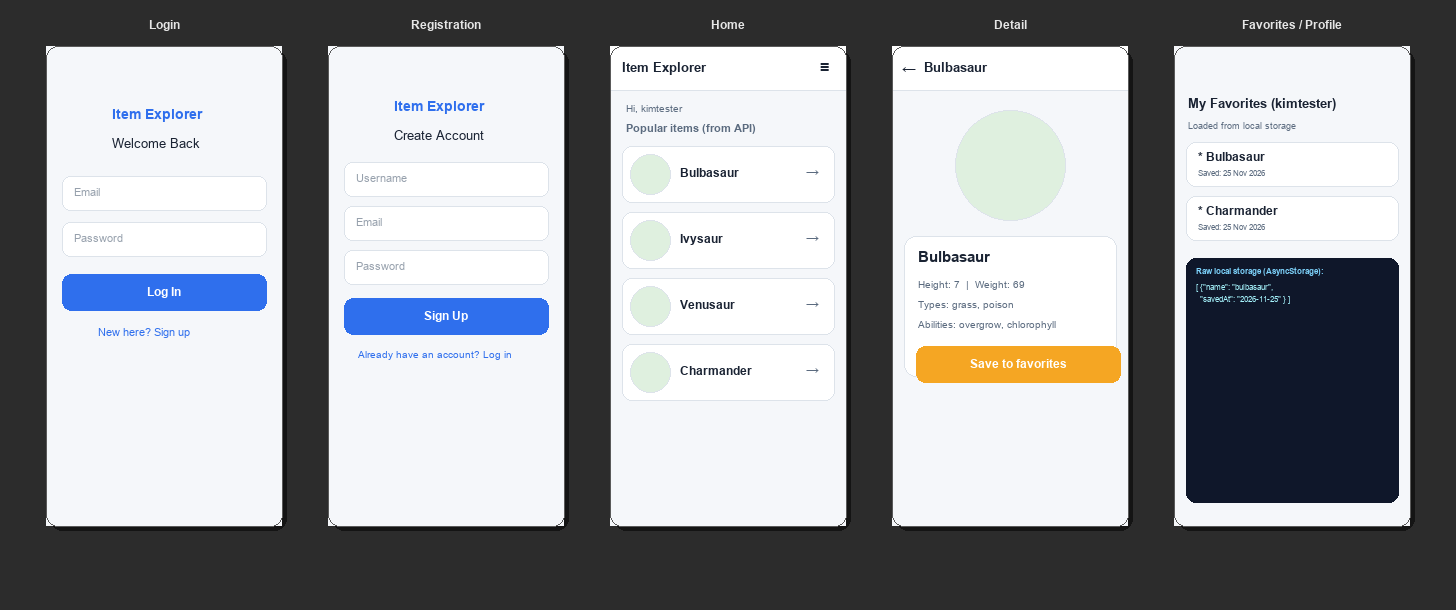 Login
Item Explorer
Welcome Back
Email
Password
Log In
New here? Sign up
Registration
Item Explorer
Create Account
Username
Email
Password
Sign Up
Already have an account? Log in
Home
Item Explorer
Hi, kimtester
Popular items (from API)
Bulbasaur →
Ivysaur →
Venusaur →
Charmander →
Detail
← Bulbasaur
Bulbasaur
Height: 7 | Weight: 69
Types: grass, poison
Abilities: overgrow, chlorophyll
Save to favorites
Favorites / Profile
My Favorites (kimtester)
Loaded from local storage
* Bulbasaur
Saved: 25 Nov 2026
* Charmander
Saved: 25 Nov 2026
Raw local storage (AsyncStorage):
[ {"name": "bulbasaur",
"savedAt": "2026-11-25" } ]